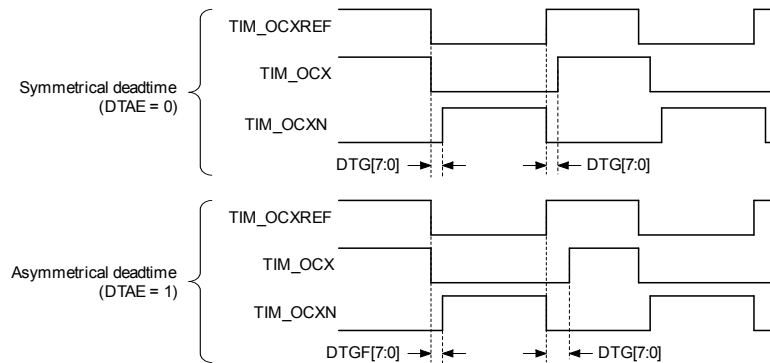 TIM_OCXREF
TIM_OCX
Symmetrical deadtime
(DTAE = 0)
TIM_OCXN
DTG[7:0]
DTG[7:0]
TIM_OCXREF
Asymmetrical deadtime
(DTAE = 1)
TIM_OCX
TIM_OCXN
DTGF[7:0]
DTG[7:0]